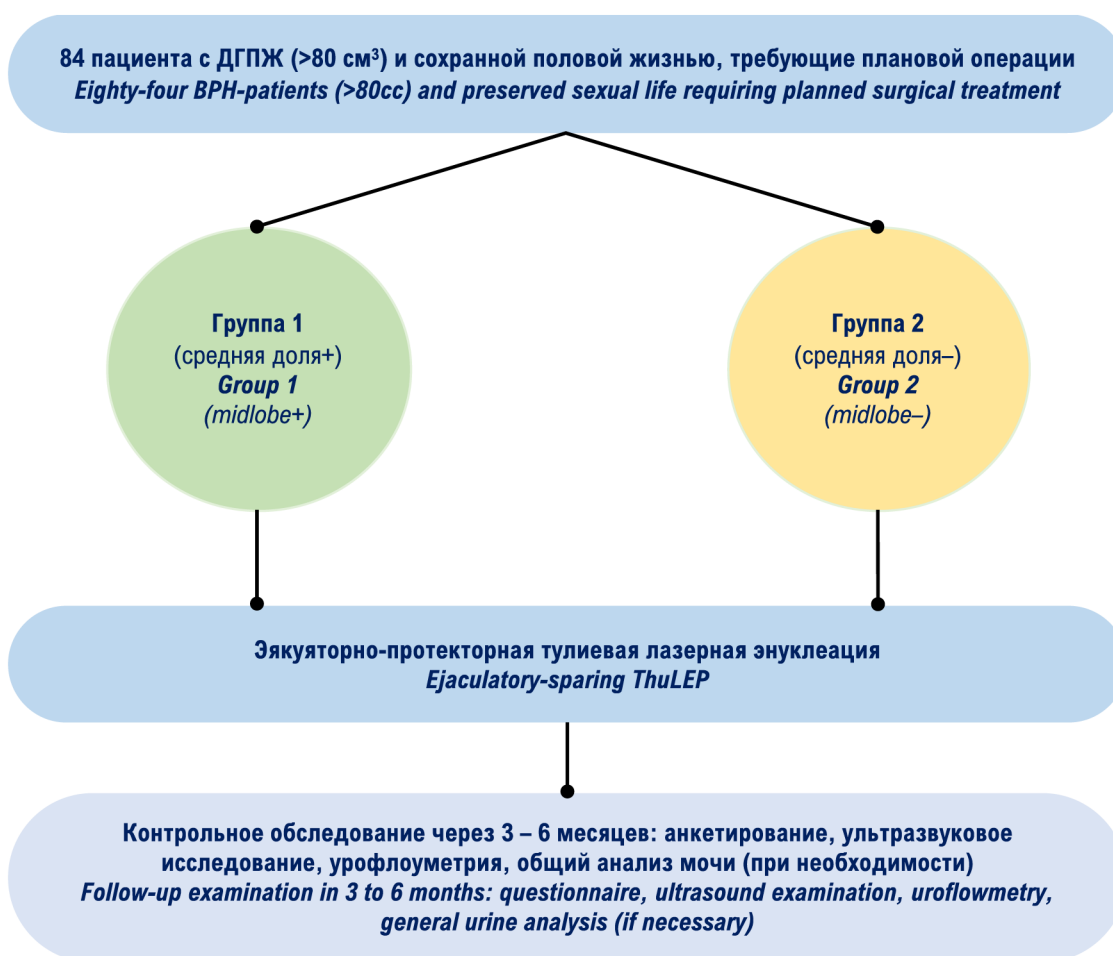 84 пациента с ДГПЖ (>80 см³) и сохранной половой жизнью, требующие плановой операции
Eighty-four BPH-patients (>80cc) and preserved sexual life requiring planned surgical treatment
Группа 1
(средняя доля+)
Group 1
(midlobe+)
Группа 2
(средняя доля–)
Group 2
(midlobe–)
Эякуяторно-протекторная тулиевая лазерная энуклеация
Ejaculatory-sparing ThuLEP
Контрольное обследование через 3 – 6 месяцев: анкетирование, ультразвуковое
исследование, урофлоуметрия, общий анализ мочи (при необходимости)
Follow-up examination in 3 to 6 months: questionnaire, ultrasound examination, uroflowmetry,
general urine analysis (if necessary)